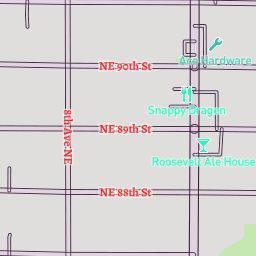 Ace Hardware
NE 90th St
Snappy Dragon
NE 89th St
8th Ave NE
Roosevelt Ale House
NE 88th St